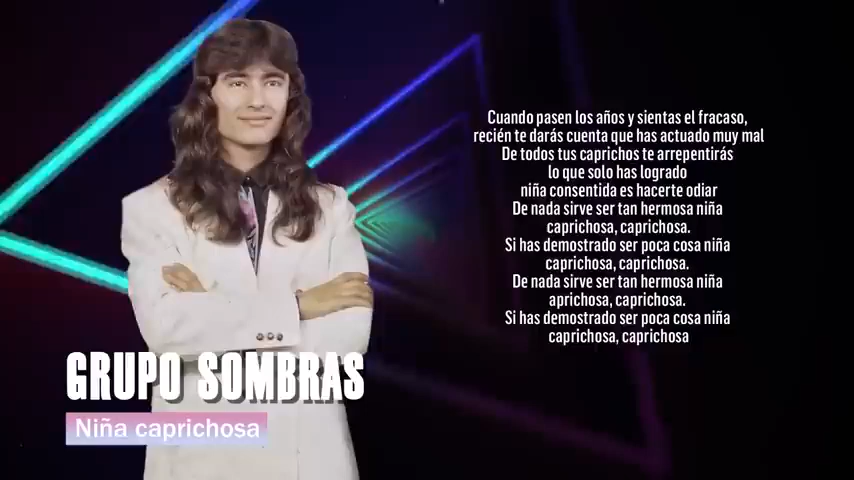 Cuando pasen los años y sientas el fracaso,
recién te darás cuenta que has actuado muy mal
De todos tus caprichos te arrepentirás
lo que solo has logrado
niña consentida es hacerte odiar
De nada sirve ser tan hermosa niña
caprichosa, caprichosa.
Si has demostrado ser poca cosa niña
caprichosa, caprichosa.
De nada sirve ser tan hermosa niña
aprichosa, caprichosa.
Si has demostrado ser poca cosa niña
caprichosa, caprichosa
GRUPO SOMBRAS
Niña caprichosa